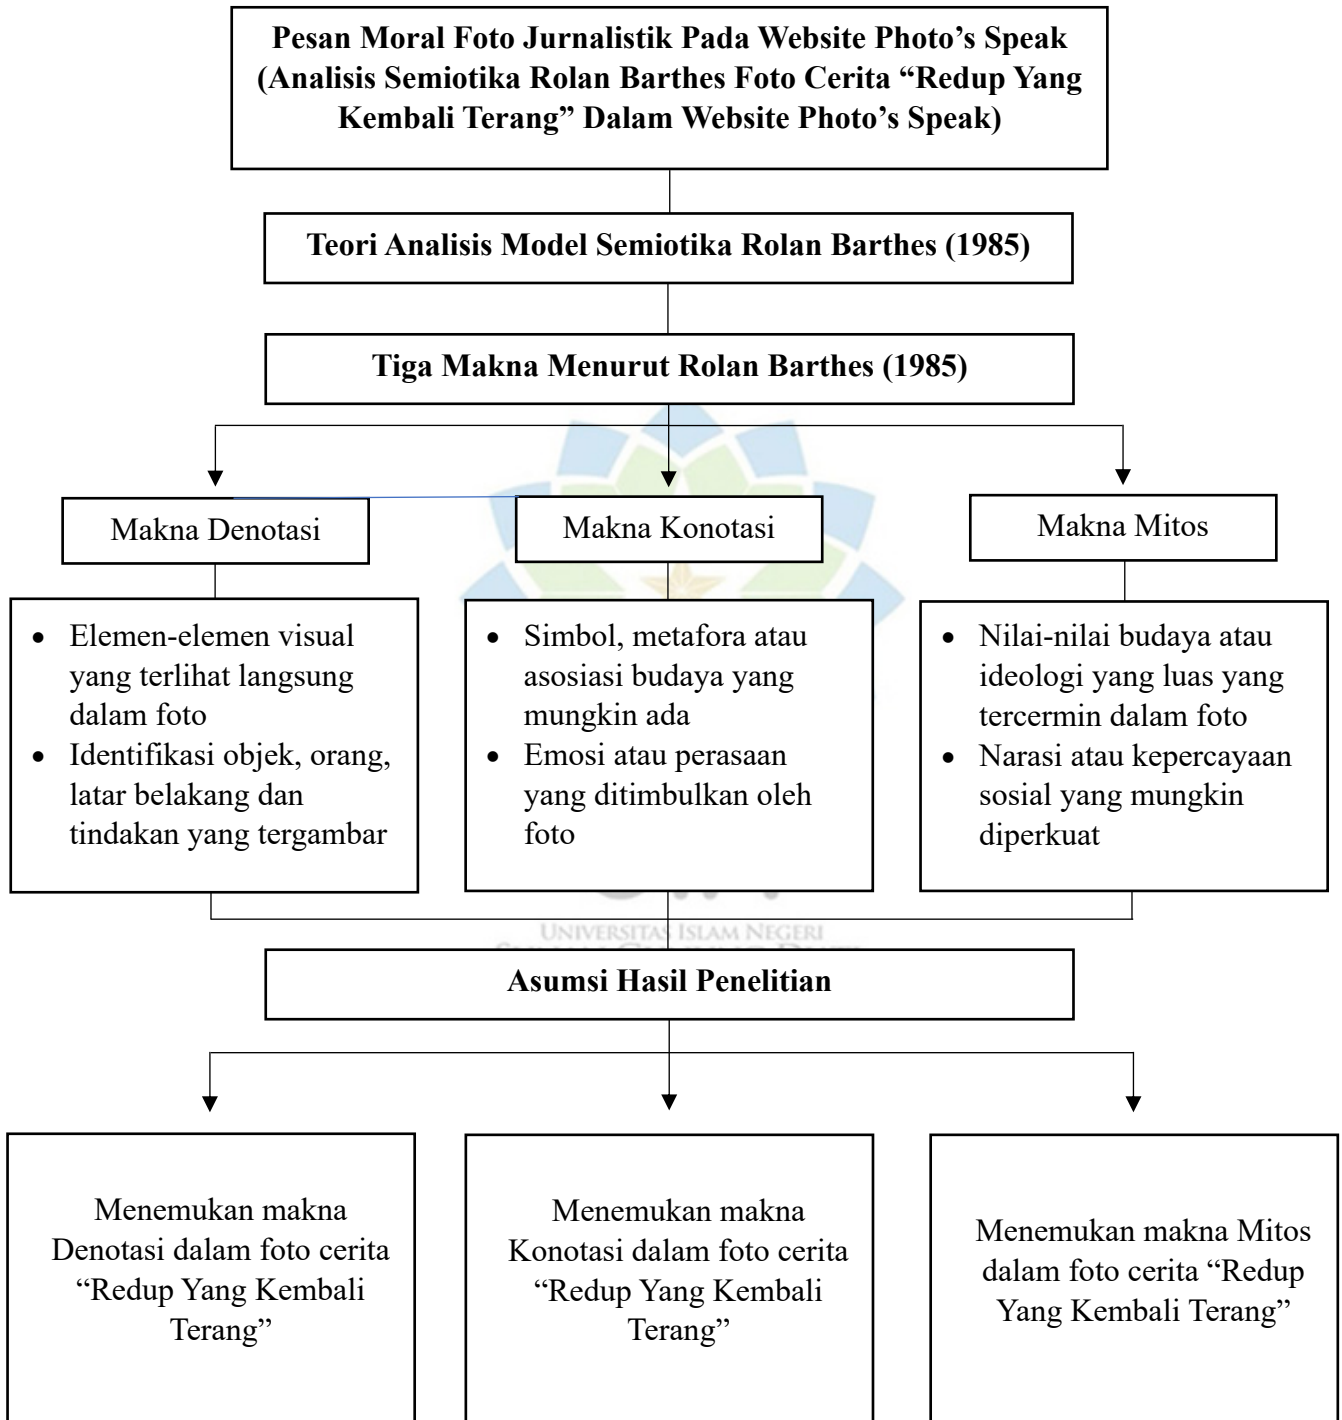 Pesan Moral Foto Jurnalistik Pada Website Photo’s Speak
(Analisis Semiotika Rolan Barthes Foto Cerita “Redup Yang
Kembali Terang” Dalam Website Photo’s Speak)
Teori Analisis Model Semiotika Rolan Barthes (1985)
Tiga Makna Menurut Rolan Barthes (1985)
Makna Denotasi
Makna Konotasi
Makna Mitos
• Elemen-elemen visual
yang terlihat langsung
dalam foto
• Identifikasi objek, orang,
latar belakang dan
tindakan yang tergambar
• Simbol, metafora atau
asosiasi budaya yang
mungkin ada
• Emosi atau perasaan
yang ditimbulkan oleh
foto
• Nilai-nilai budaya atau
ideologi yang luas yang
tercermin dalam foto
• Narasi atau kepercayaan
sosial yang mungkin
diperkuat
UNIVERSITAS ISLAM NEGERI
Asumsi Hasil Penelitian
Menemukan makna
Denotasi dalam foto cerita
“Redup Yang Kembali
Terang”
Menemukan makna
Konotasi dalam foto cerita
“Redup Yang Kembali
Terang”
Menemukan makna Mitos
dalam foto cerita “Redup
Yang Kembali Terang”